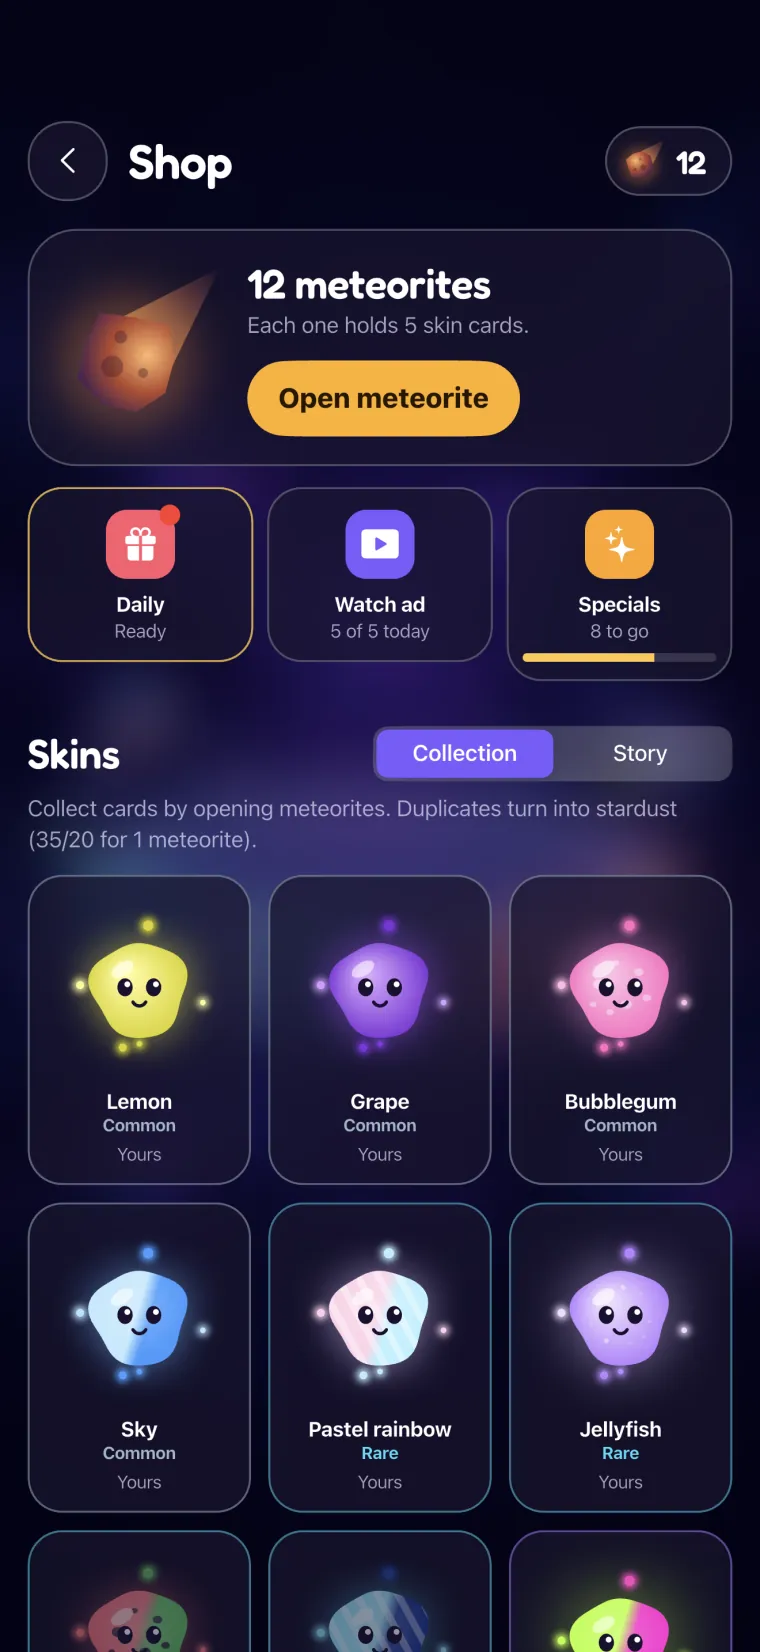 Shop
12
12 meteorites
Each one holds 5 skin cards.
Open meteorite
Daily
Ready
Watch ad
5 of 5 today
Specials
8 to go
Skins
Collection
Story
Collect cards by opening meteorites. Duplicates turn into stardust
(35/20 for 1 meteorite).
Lemon
Common
Yours
Grape
Common
Yours
Bubblegum
Common
Yours
Sky
Common
Yours
Pastel rainbow
Rare
Yours
Jellyfish
Rare
Yours